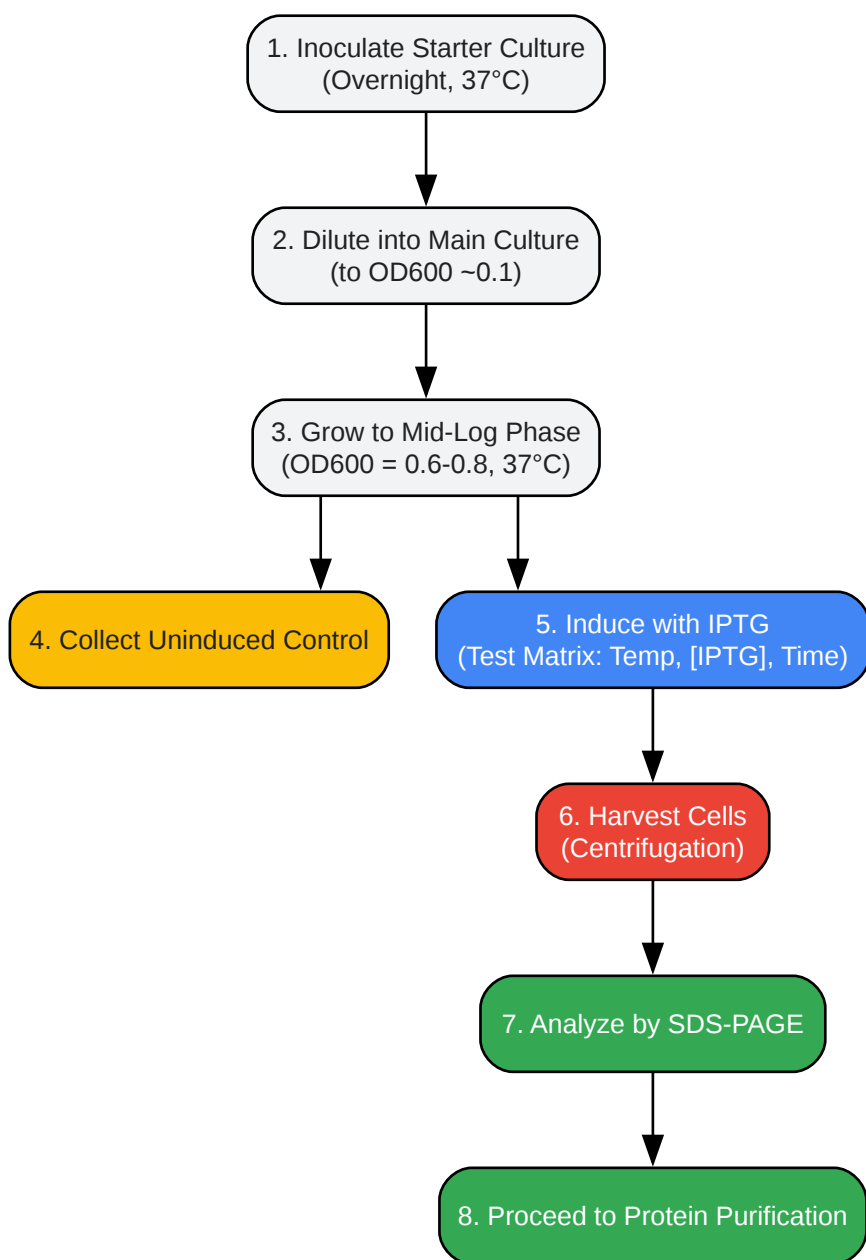 1. Inoculate Starter Culture
(Overnight, 37°C)
2. Dilute into Main Culture
(to OD600 ~0.1)
3. Grow to Mid-Log Phase
(OD600 = 0.6-0.8, 37°C)
4. Collect Uninduced Control
5. Induce with IPTG
(Test Matrix: Temp, [IPTG], Time)
6. Harvest Cells
(Centrifugation)
7. Analyze by SDS-PAGE
8. Proceed to Protein Purification